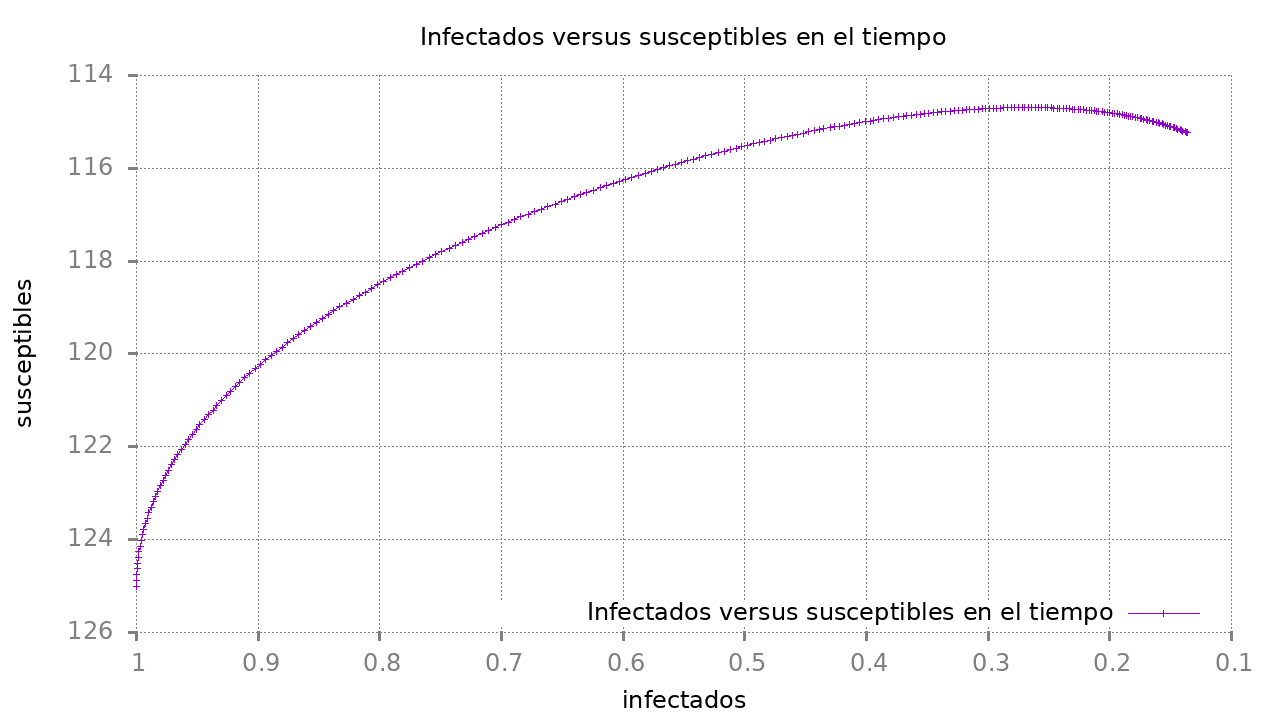 Infectados versus susceptibles en el tiempo
114
116
118
120
122
124
126
susceptibles
Infectados versus susceptibles en el tiempo
1 0.9 0.8 0.7 0.6 0.5 0.4 0.3 0.2 0.1
infectados